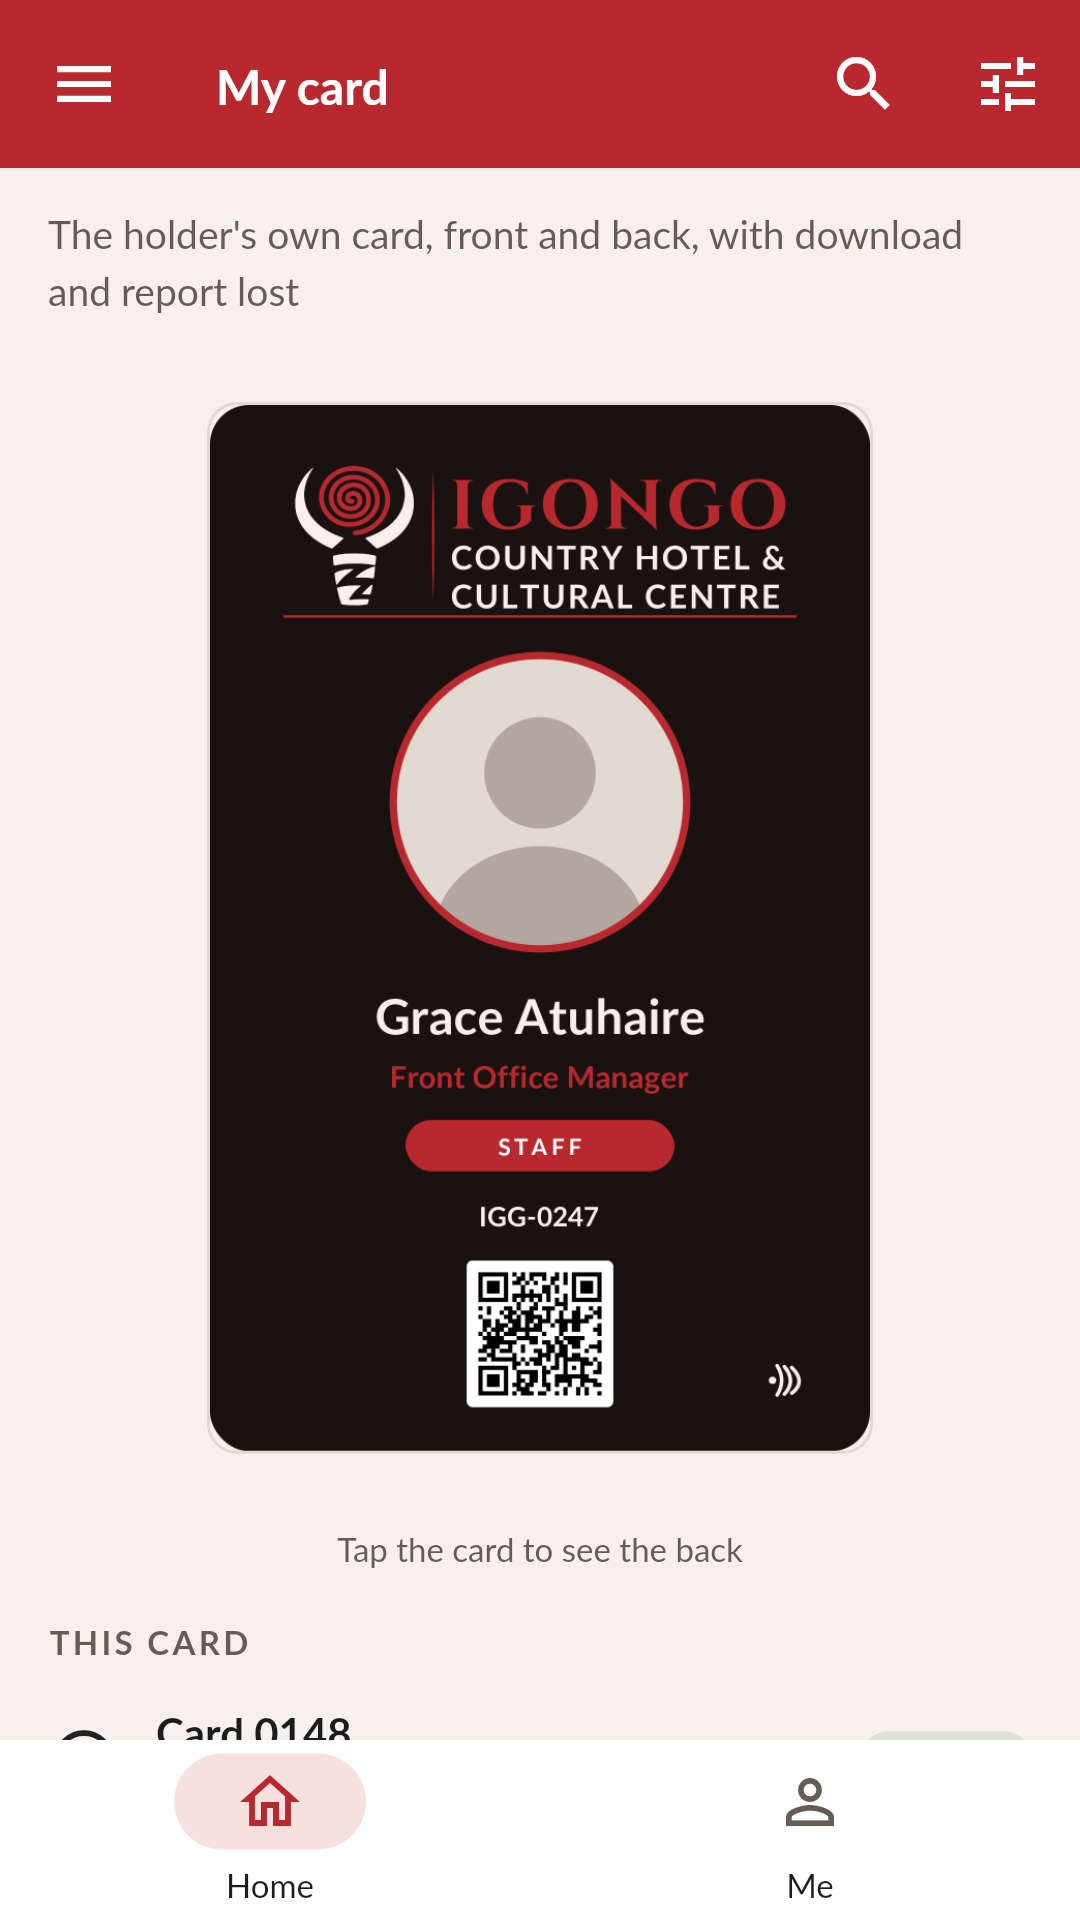 My card
The holder's own card, front and back, with download
and report lost
IGONGO
COUNTRY HOTEL &
CULTURAL CENTRE
Grace Atuhaire
Front Office Manager
STAFF
IGG-0247
Tap the card to see the back
THIS CARD
Card 0148
Home
Me